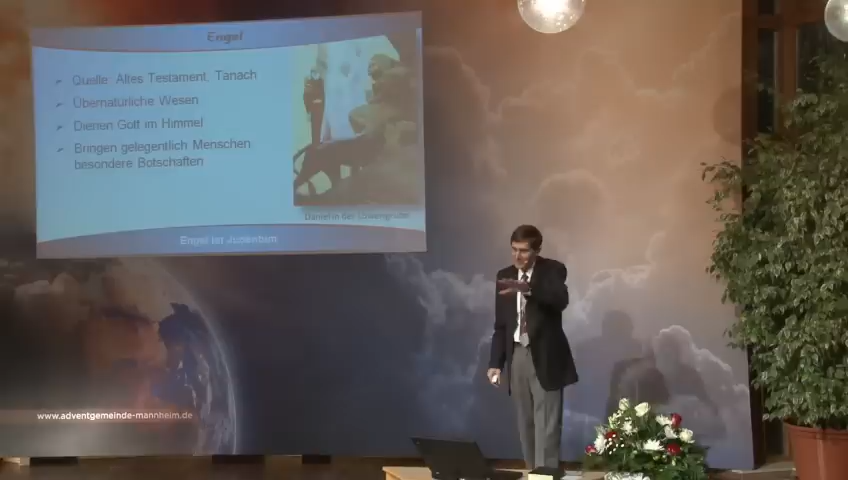 Engel
Quelle: Altes Testament, Tanach
Übernatürliche Wesen
Dienen Gott im Himmel
Bringen gelegentlich Menschen
besondere Botschaften
Daniel in der Löwengrube
Engel im Judentum
www.adventgemeinde-mannheim.de